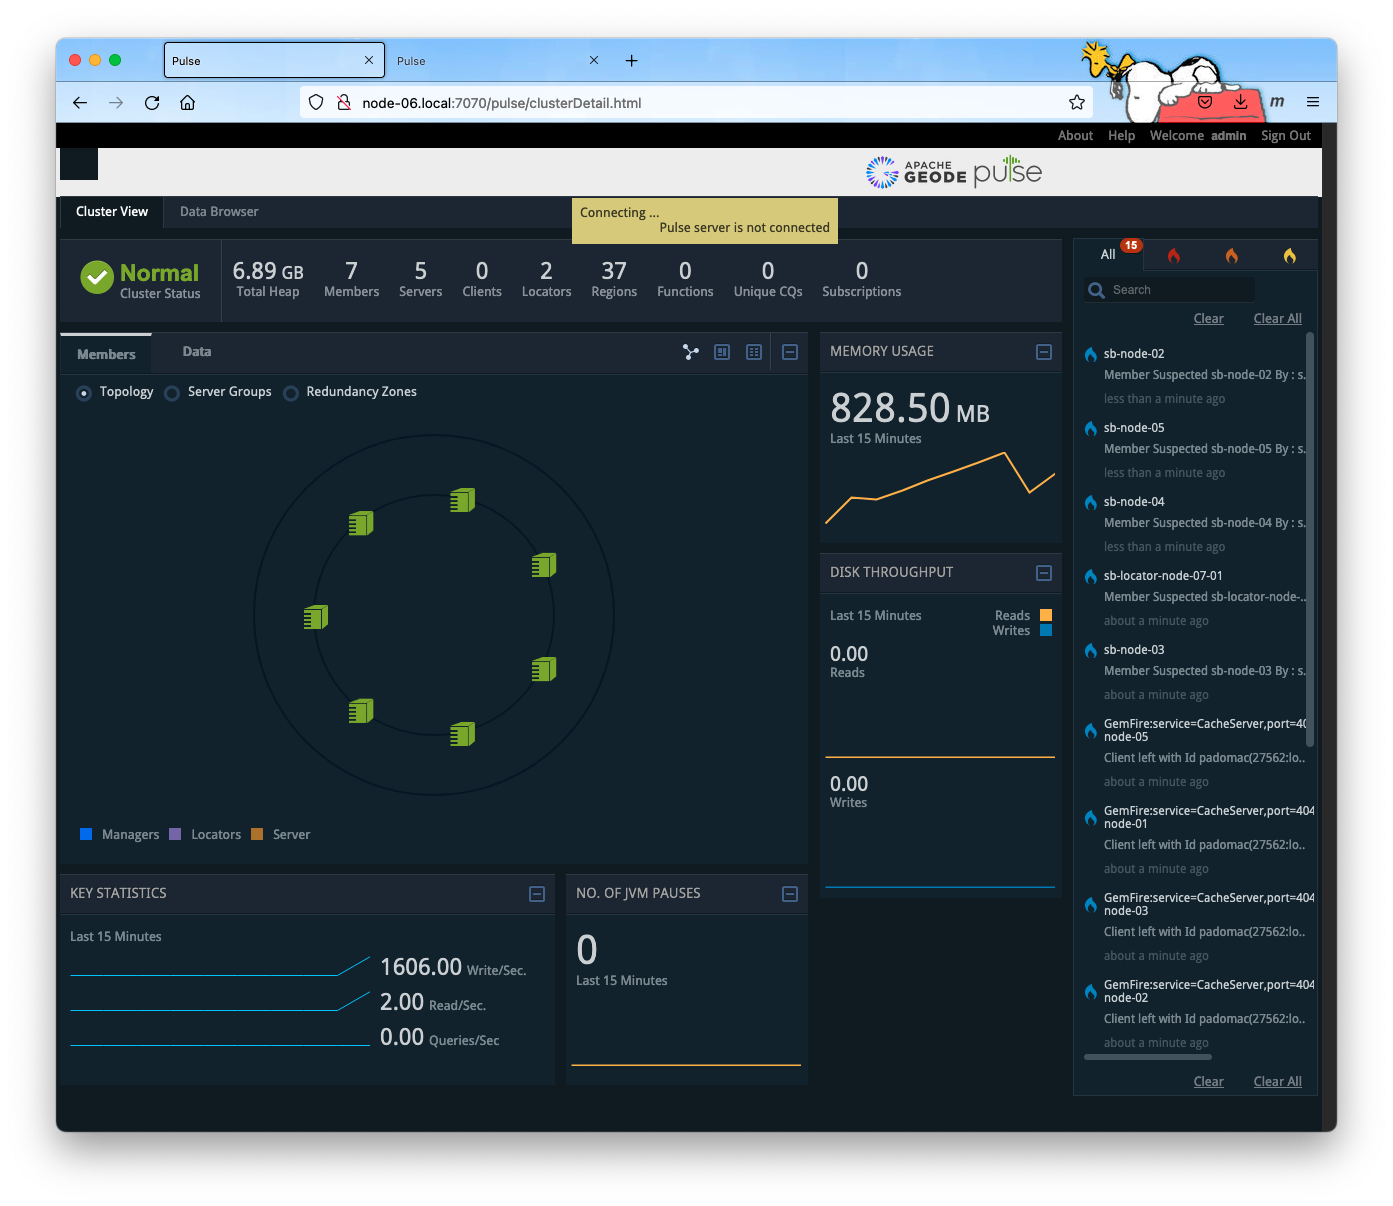 Pulse
Pulse
node-06.local:7070/pulse/clusterDetail.html
m
About Help Welcome admin Sign Out
APACHE GEODE pulse
Cluster View Data Browser
Connecting ...
Pulse server is not connected
Normal
Cluster Status
6.89 GB 7 5 0 2 37 0 0 0
Total Heap Members Servers Clients Locators Regions Functions Unique CQs Subscriptions
Members Data
Topology Server Groups Redundancy Zones
Managers Locators Server
MEMORY USAGE
828.50 MB
Last 15 Minutes
DISK THROUGHPUT
Last 15 Minutes Reads
Writes
0.00
Reads
0.00
Writes
KEY STATISTICS
Last 15 Minutes
1606.00 Write/Sec.
2.00 Read/Sec.
0.00 Queries/Sec
NO. OF JVM PAUSES
0
Last 15 Minutes
All 15
Search
Clear Clear All
sb-node-02
Member Suspected sb-node-02 By : s.
less than a minute ago
sb-node-05
Member Suspected sb-node-05 By : s.
less than a minute ago
sb-node-04
Member Suspected sb-node-04 By : s.
less than a minute ago
sb-locator-node-07-01
Member Suspected sb-locator-node-..
about a minute ago
sb-node-03
Member Suspected sb-node-03 By : s.
about a minute ago
GemFire:service=CacheServer,port=40
node-05
Client left with Id padomac(27562:lo..
about a minute ago
GemFire:service=CacheServer,port=404
node-01
Client left with Id padomac(27562:lo..
about a minute ago
GemFire:service=CacheServer,port=404
node-03
Client left with Id padomac(27562:lo..
about a minute ago
GemFire:service=CacheServer,port=404
node-02
Client left with Id padomac(27562:lo..
about a minute ago
Clear Clear All